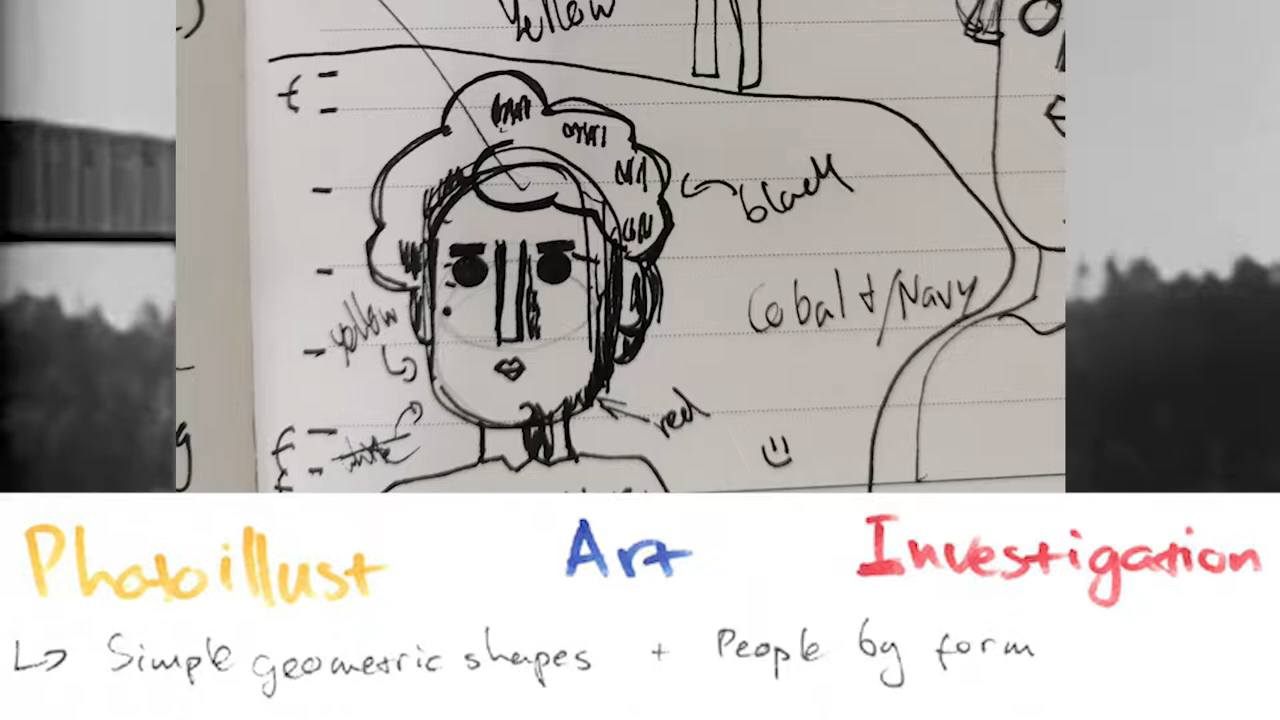 Yellow
black
Cobalt/Navy
yellow
red
Photoillust Art Investigation
↳ Simple geometric shapes + People by form